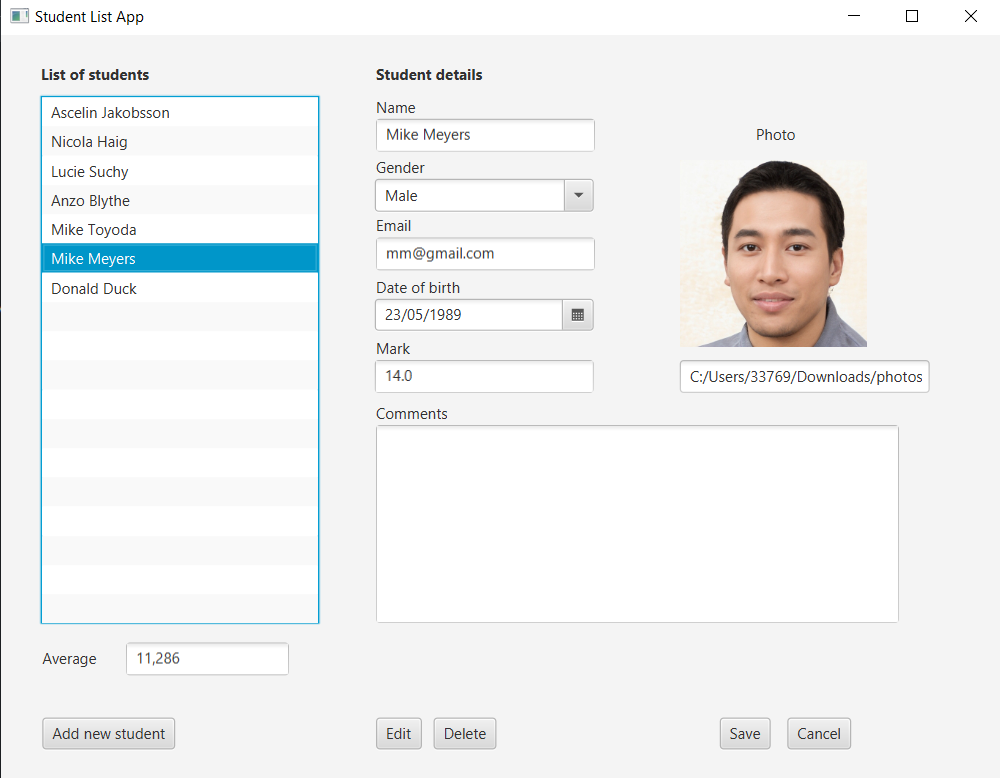 Student List App
List of students
Ascelin Jakobsson
Nicola Haig
Lucie Suchy
Anzo Blythe
Mike Toyoda
Mike Meyers
Donald Duck
Average
11,286
Add new student
Student details
Name
Mike Meyers
Gender
Male
Email
mm@gmail.com
Date of birth
23/05/1989
Mark
14.0
Photo
C:/Users/33769/Downloads/photos
Comments
Edit
Delete
Save
Cancel